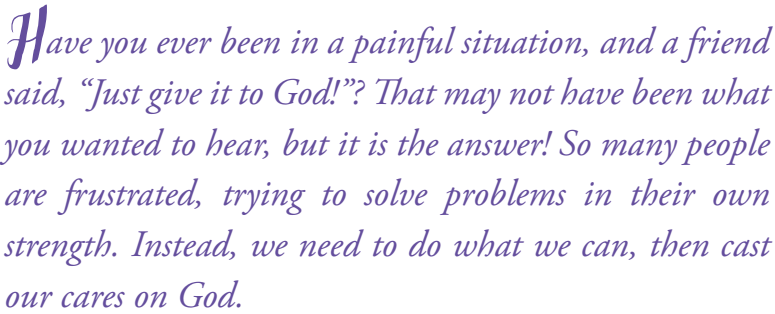 Have you ever been in a painful situation, and a friend
said, “Just give it to God!”? That may not have been what
you wanted to hear, but it is the answer! So many people
are frustrated, trying to solve problems in their own
strength. Instead, we need to do what we can, then cast
our cares on God.